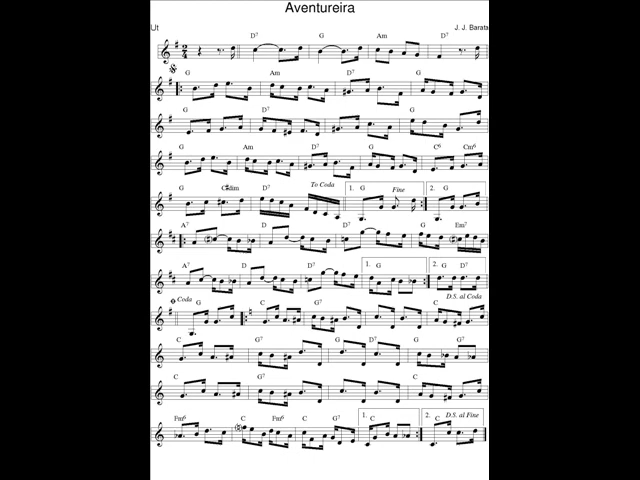 Aventureira
Ut J. J. Barata
D7 G Am D7
G Am D7 G
G D7 G
G Am D7 G C6 Cm6
G C#dim D7 To Coda 1. G Fine 2. G
A7 D D7 G Em7
A7 D D7 1. G 2. G D7
Coda G C G7 C D.S. al Coda
C G7 C G7
C G7 C
Fm6 C Fm6 C G7 1. C 2. C D.S. al Fine